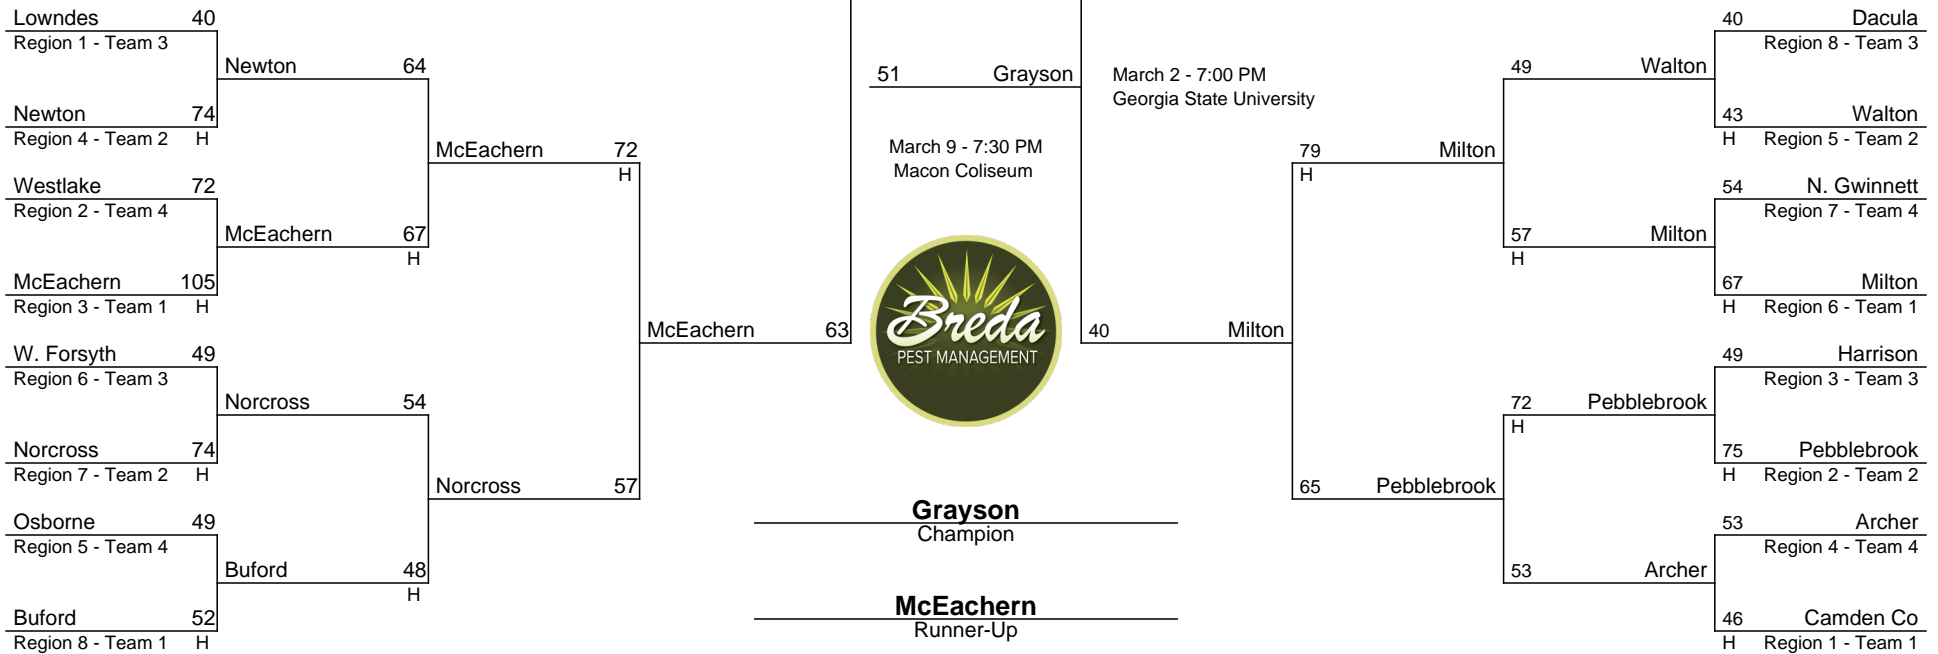 Lowndes 40
Region 1 - Team 3
Newton 64
Newton 74
Region 4 - Team 2 H
McEachern 72
H
Westlake 72
Region 2 - Team 4
McEachern 67
H
McEachern 105
Region 3 - Team 1 H
McEachern 63
W. Forsyth 49
Region 6 - Team 3
Norcross 54
Norcross 74
Region 7 - Team 2 H
Norcross 57
Osborne 49
Region 5 - Team 4
Buford 48
H
Buford 52
Region 8 - Team 1 H
51 Grayson
March 9 - 7:30 PM
Macon Coliseum
Breda
PEST MANAGEMENT
Grayson
Champion
McEachern
Runner-Up
March 2 - 7:00 PM
Georgia State University
40 Milton
79 Milton
H
65 Pebblebrook
49 Walton
57 Milton
H
72 Pebblebrook
H
53 Archer
40 Dacula
Region 8 - Team 3
43 Walton
H Region 5 - Team 2
54 N. Gwinnett
Region 7 - Team 4
67 Milton
H Region 6 - Team 1
49 Harrison
Region 3 - Team 3
75 Pebblebrook
H Region 2 - Team 2
53 Archer
Region 4 - Team 4
46 Camden Co
H Region 1 - Team 1